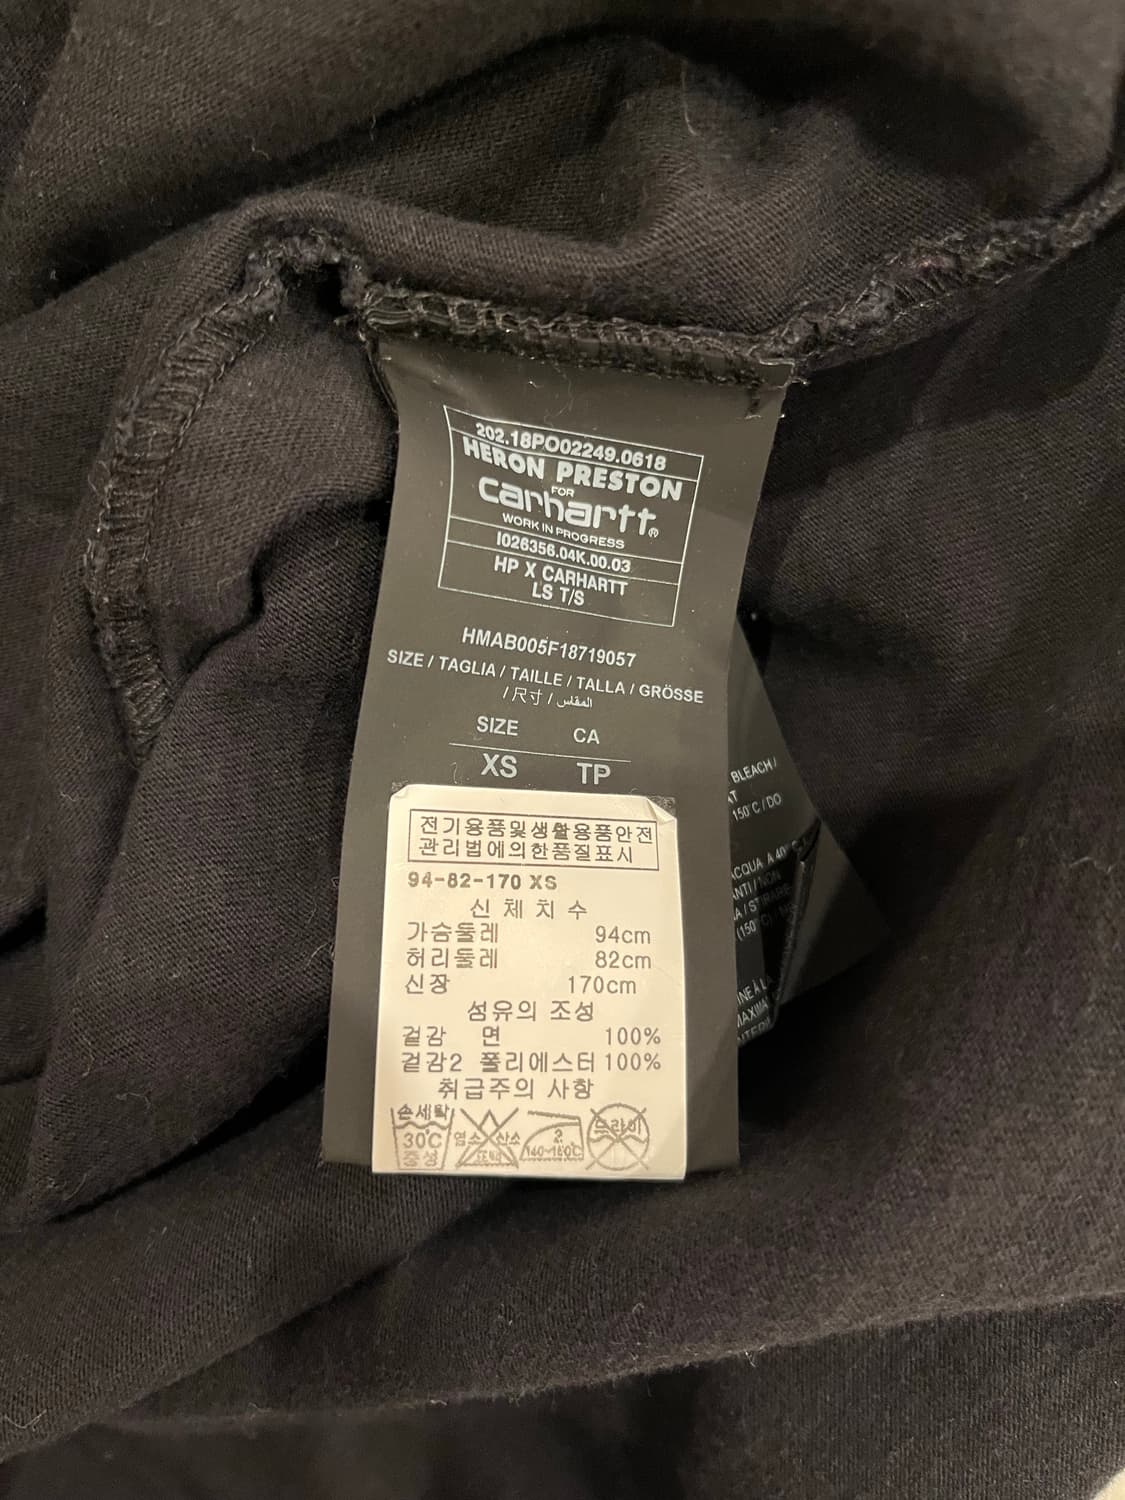 202.18PO02249.0618
HERON PRESTON
FOR
carhartt®
WORK IN PROGRESS
I026356.04K.00.03
HP X CARHARTT
LS T/S
HMAB005F18719057
SIZE / TAGLIA / TAILLE / TALLA / GRÖSSE
/ 尺寸 / المقاس
SIZE CA
XS TP
전기용품및생활용품안전
관리법에의한품질표시
94-82-170 XS
신체치수
가슴둘레 94cm
허리둘레 82cm
신장 170cm
섬유의 조성
겉감 면 100%
겉감2 폴리에스터 100%
취급주의 사항
손세탁
30℃
중성
염소 산소
표백
2
140~160℃
드라이
BLEACH /
150°C / DO
ACQUA A 40°C
/ NON
/ STIRARE
(150°C) /